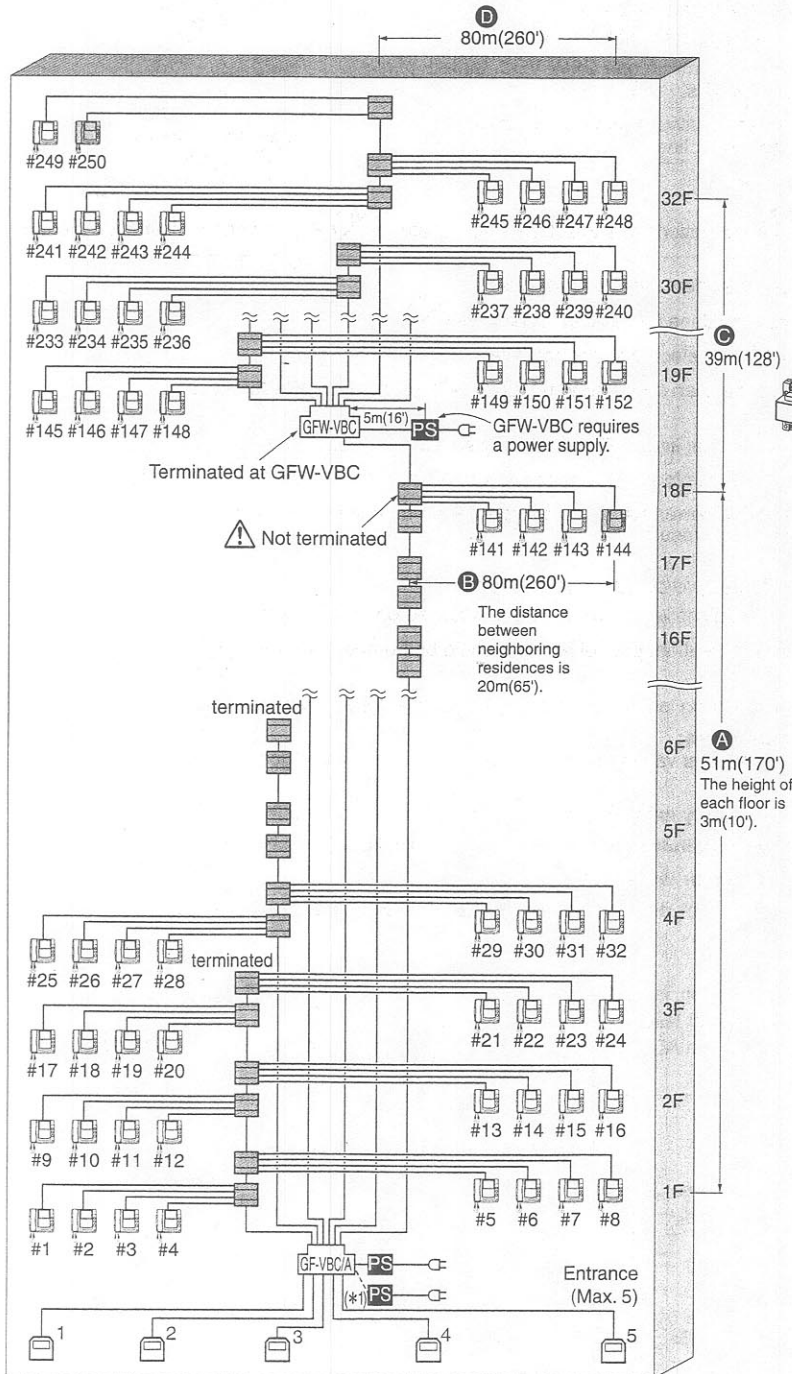 D
80m(260')
#249 #250
#245 #246 #247 #248
32F
#241 #242 #243 #244
30F
#237 #238 #239 #240
#233 #234 #235 #236
C
39m(128')
19F
#149 #150 #151 #152
#145 #146 #147 #148
5m(16')
GFW-VBC
PS
GFW-VBC requires
a power supply.
Terminated at GFW-VBC
18F
Not terminated
#141 #142 #143 #144
17F
B 80m(260')
The distance
between
neighboring
residences is
20m(65').
16F
terminated
6F
A
51m(170')
The height of
each floor is
3m(10').
5F
4F
#29 #30 #31 #32
#25 #26 #27 #28
terminated
3F
#21 #22 #23 #24
#17 #18 #19 #20
2F
#13 #14 #15 #16
#9 #10 #11 #12
1F
#5 #6 #7 #8
#1 #2 #3 #4
GF-VBC/A
PS
(*1) PS
Entrance
(Max. 5)
1 2 3 4 5